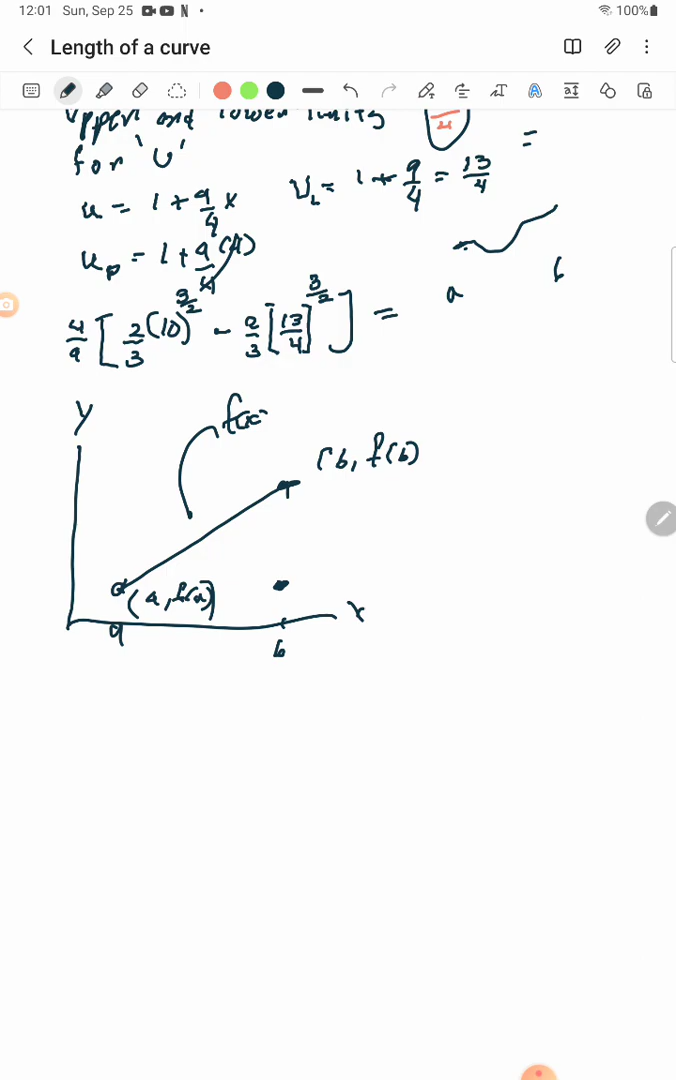 12:01 Sun, Sep 25 N 100%
Length of a curve
Upper and lower limits
4
for 'U'
=
u = 1 + 9/4 x
U_L = 1 + 9/4 = 13/4
u_p = 1 + 9/4 (4)
a b
4/9 [ 2/3 (10)^3/2 - 2/3 [13/4]^3/2 ] =
y
f(x)
(b, f(b)
(a, f(a))
x
a
b